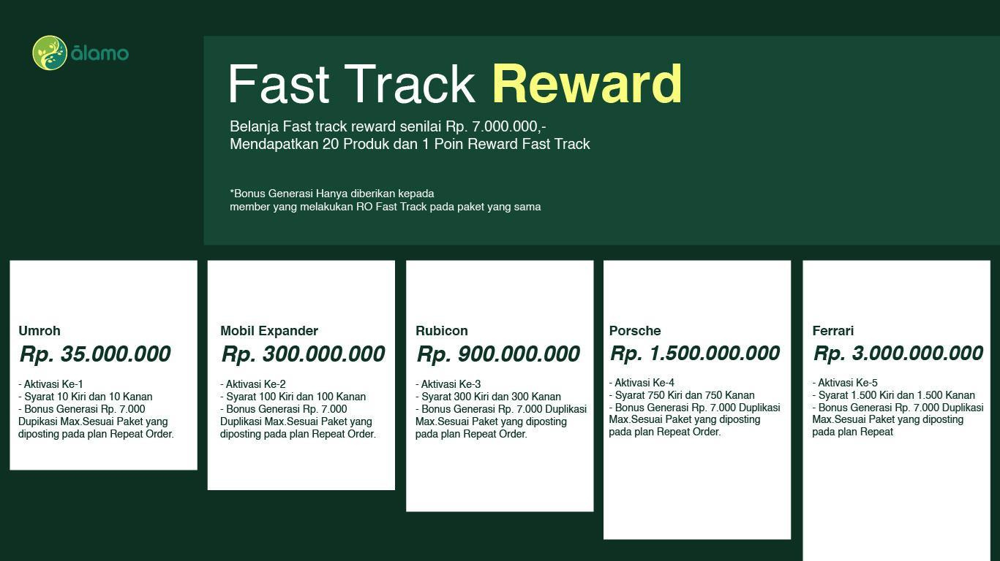 ālamo
Fast Track Reward
Belanja Fast track reward senilai Rp. 7.000.000,-
Mendapatkan 20 Produk dan 1 Poin Reward Fast Track
*Bonus Generasi Hanya diberikan kepada
member yang melakukan RO Fast Track pada paket yang sama
Umroh
Rp. 35.000.000
- Aktivasi Ke-1
- Syarat 10 Kiri dan 10 Kanan
- Bonus Generasi Rp. 7.000
Dupikasi Max.Sesuai Paket yang
diposting pada plan Repeat Order.
Mobil Expander
Rp. 300.000.000
- Aktivasi Ke-2
- Syarat 100 Kiri dan 100 Kanan
- Bonus Generasi Rp. 7.000
Duplikasi Max.Sesuai Paket yang
diposting pada plan Repeat Order.
Rubicon
Rp. 900.000.000
- Aktivasi Ke-3
- Syarat 300 Kiri dan 300 Kanan
- Bonus Generasi Rp. 7.000 Duplikasi
Max.Sesuai Paket yang diposting
pada plan Repeat Order.
Porsche
Rp. 1.500.000.000
- Aktivasi Ke-4
- Syarat 750 Kiri dan 750 Kanan
- Bonus Generasi Rp. 7.000 Duplikasi
Max.Sesuai Paket yang diposting
pada plan Repeat Order.
Ferrari
Rp. 3.000.000.000
- Aktivasi Ke-5
- Syarat 1.500 Kiri dan 1.500 Kanan
- Bonus Generasi Rp. 7.000 Duplikasi
Max.Sesuai Paket yang diposting
pada plan Repeat